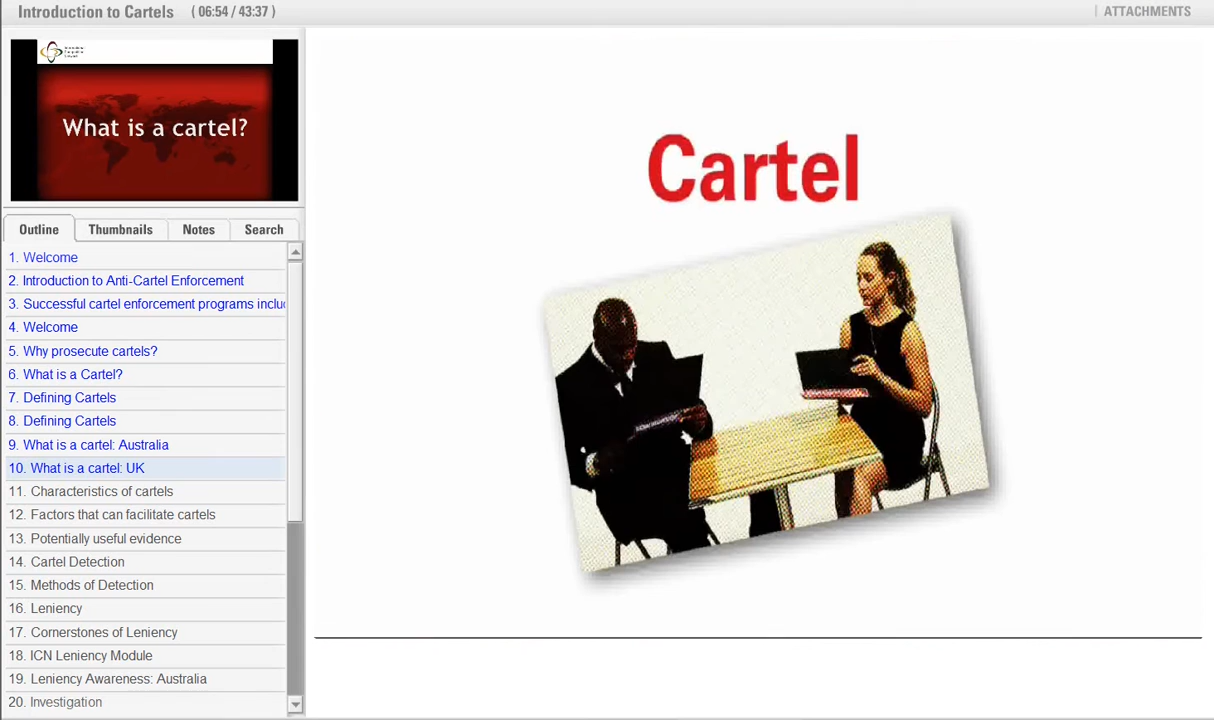 Introduction to Cartels ( 06:54 / 43:37 )
ATTACHMENTS
What is a cartel?
Outline Thumbnails Notes Search
1. Welcome
2. Introduction to Anti-Cartel Enforcement
3. Successful cartel enforcement programs inclu
4. Welcome
5. Why prosecute cartels?
6. What is a Cartel?
7. Defining Cartels
8. Defining Cartels
9. What is a cartel: Australia
10. What is a cartel: UK
11. Characteristics of cartels
12. Factors that can facilitate cartels
13. Potentially useful evidence
14. Cartel Detection
15. Methods of Detection
16. Leniency
17. Cornerstones of Leniency
18. ICN Leniency Module
19. Leniency Awareness: Australia
20. Investigation
Cartel